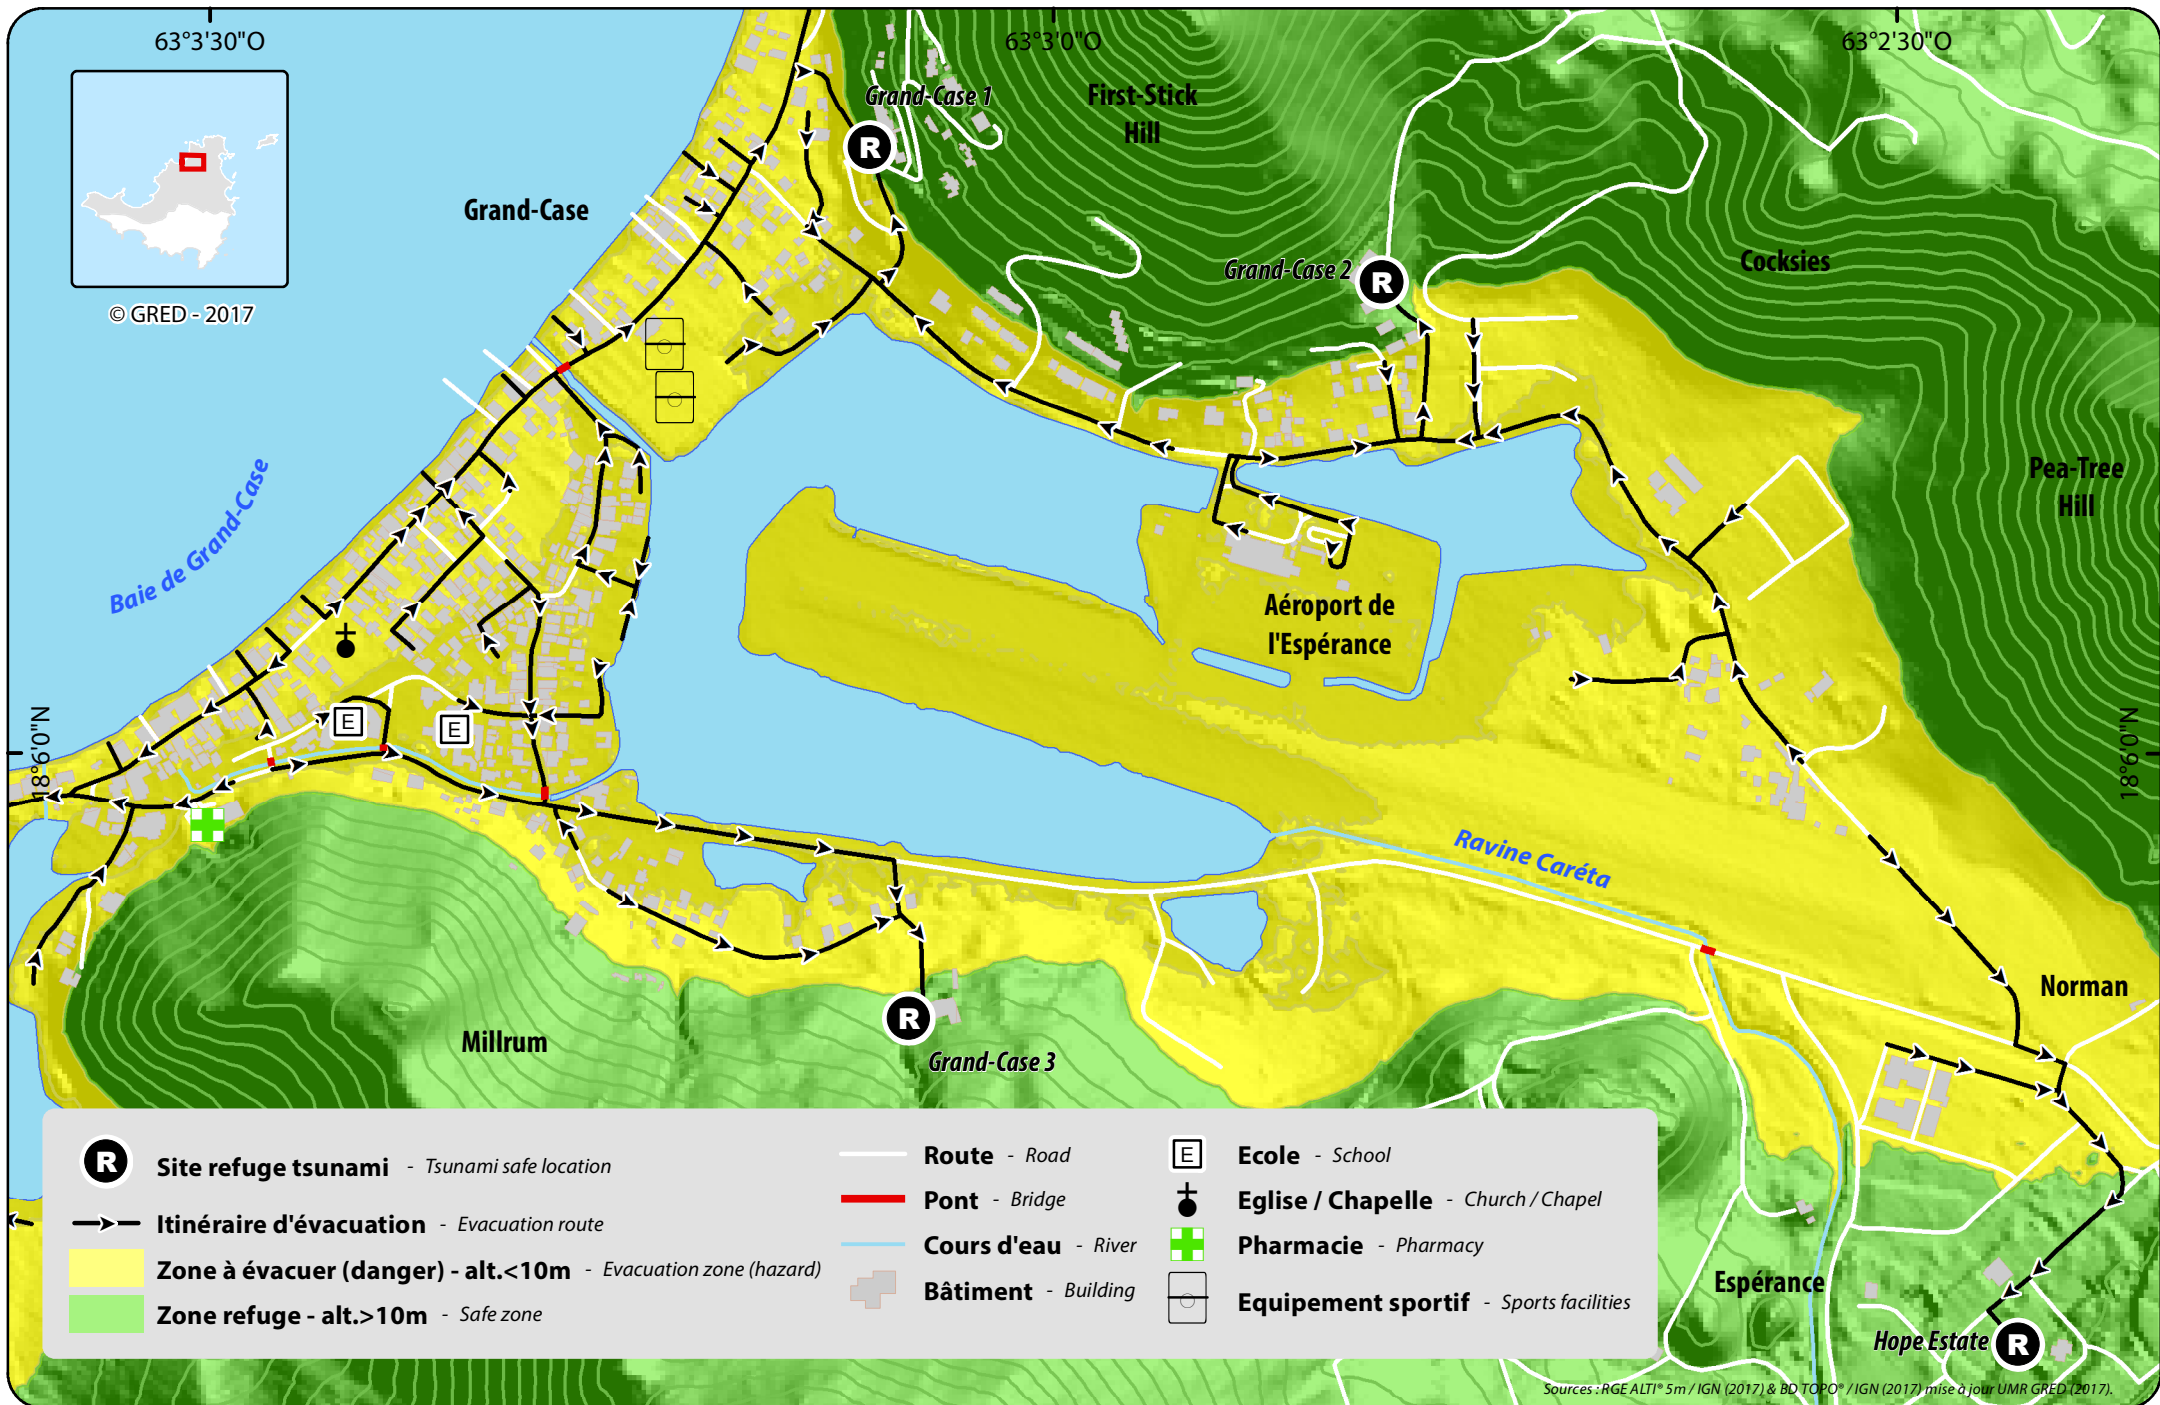 63°3'30"O
63°3'0"O
63°2'30"O
Grand-Case 1
First-Stick
Hill
R
Grand-Case
Grand-Case 2
R
Cocksies
© GRED - 2017
Pea-Tree
Hill
Baie de Grand-Case
Aéroport de
l'Espérance
E
E
18°6'0"N
18°6'0"N
Ravine Caréta
Norman
R
Millrum
Grand-Case 3
R Site refuge tsunami - Tsunami safe location
Itinéraire d'évacuation - Evacuation route
Zone à évacuer (danger) - alt.<10m - Evacuation zone (hazard)
Zone refuge - alt.>10m - Safe zone
Route - Road
Pont - Bridge
Cours d'eau - River
Bâtiment - Building
E Ecole - School
Eglise / Chapelle - Church / Chapel
Pharmacie - Pharmacy
Equipement sportif - Sports facilities
Espérance
Hope Estate
R
Sources : RGE ALTI® 5m / IGN (2017) & BD TOPO® / IGN (2017) mise à jour UMR GRED (2017).